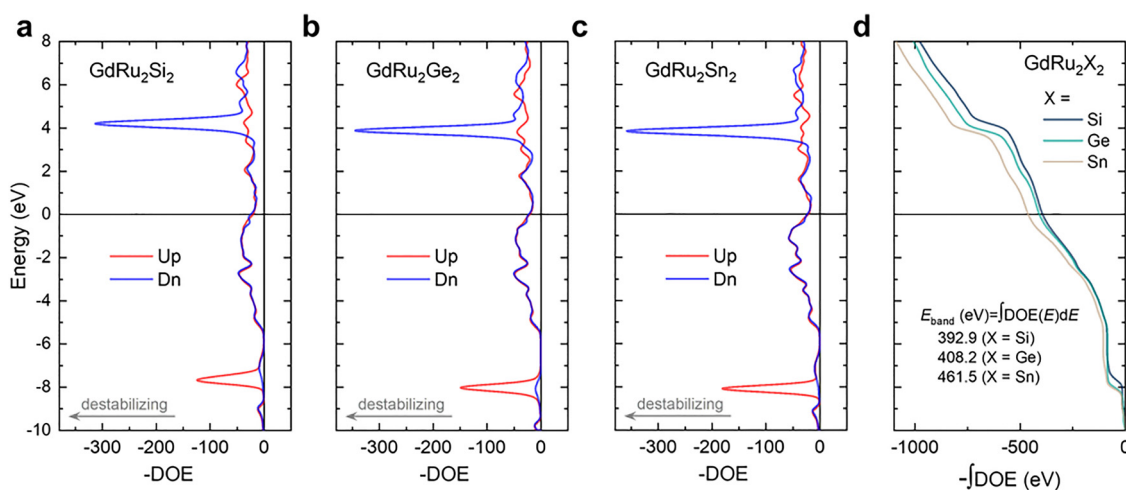 a
GdRu₂Si₂
Energy (eV)
8
6
4
2
0
-2
-4
-6
-8
-10
Up
Dn
destabilizing
-300 -200 -100 0
-DOE
b
GdRu₂Ge₂
Up
Dn
destabilizing
-300 -200 -100 0
-DOE
c
GdRu₂Sn₂
Up
Dn
destabilizing
-300 -200 -100 0
-DOE
d
GdRu₂X₂
X =
Si
Ge
Sn
E_band (eV)=∫DOE(E)dE
392.9 (X = Si)
408.2 (X = Ge)
461.5 (X = Sn)
-1000 -500 0
-∫DOE (eV)